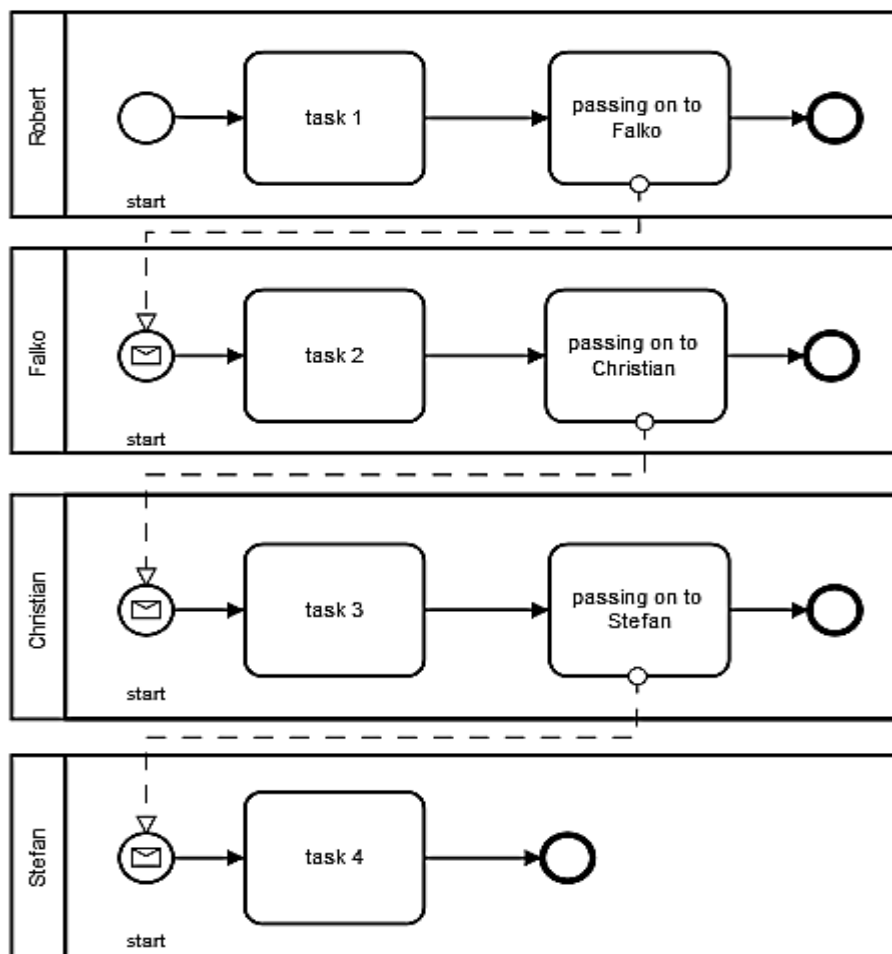 Robert
task 1
passing on to
Falko
start
Falko
task 2
passing on to
Christian
start
Christian
task 3
passing on to
Stefan
start
Stefan
task 4
start